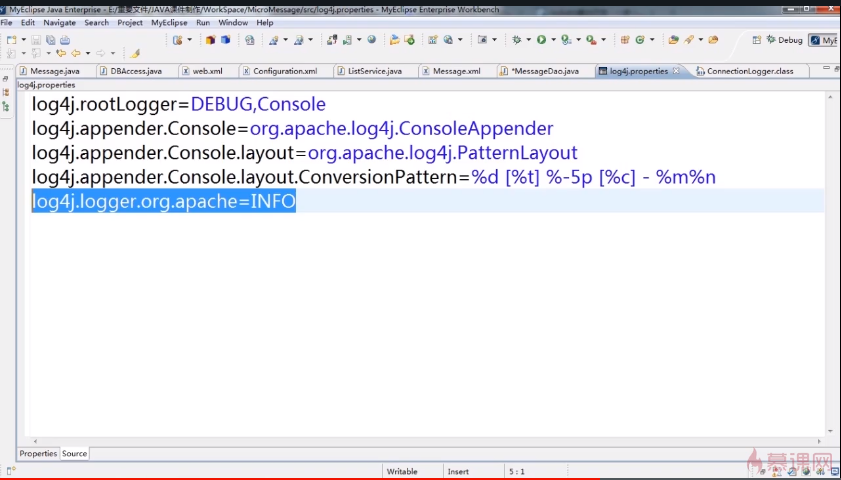 MyEclipse Java Enterprise - E:/重要文件/JAVA课件制作/WorkSpace/MicroMessage/src/log4j.properties - MyEclipse Enterprise Workbench
File Edit Navigate Search Project MyEclipse Run Window Help
Debug MyE
Message.java DBAccess.java web.xml Configuration.xml ListService.java Message.xml *MessageDao.java log4j.properties ConnectionLogger.class
log4j.properties
log4j.rootLogger=DEBUG,Console
log4j.appender.Console=org.apache.log4j.ConsoleAppender
log4j.appender.Console.layout=org.apache.log4j.PatternLayout
log4j.appender.Console.layout.ConversionPattern=%d [%t] %-5p [%c] - %m%n
log4j.logger.org.apache=INFO
Properties Source
Writable Insert 5 : 1
慕课网